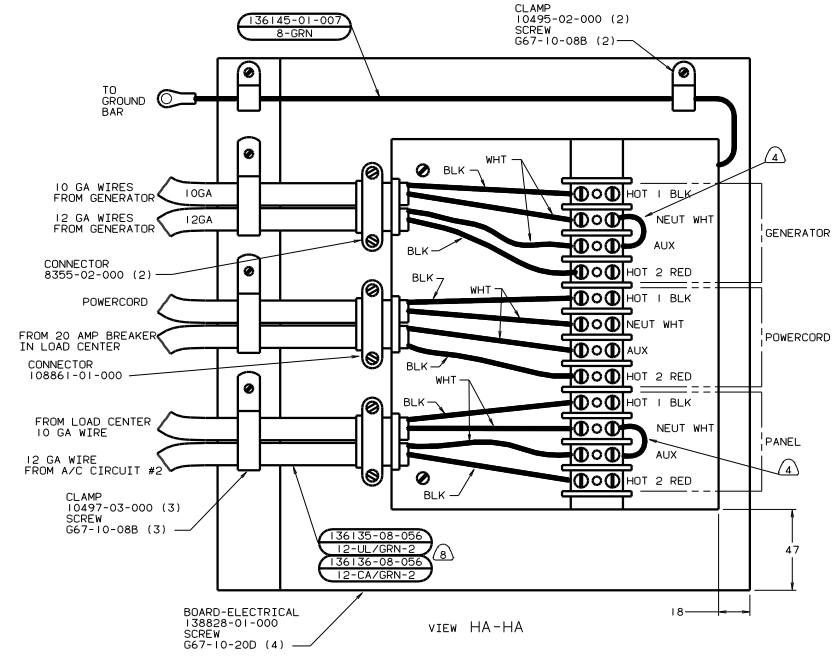 136145-01-007
8-GRN
CLAMP
10495-02-000 (2)
SCREW
G67-10-08B (2)
TO
GROUND
BAR
4
BLK
WHT
10 GA WIRES
FROM GENERATOR
10GA
HOT 1 BLK
12 GA WIRES
FROM GENERATOR
12GA
NEUT WHT
GENERATOR
AUX
BLK
CONNECTOR
8355-02-000 (2)
HOT 2 RED
BLK
WHT
POWERCORD
HOT 1 BLK
NEUT WHT
POWERCORD
FROM 20 AMP BREAKER
IN LOAD CENTER
AUX
BLK
CONNECTOR
108861-01-000
HOT 2 RED
WHT
BLK
HOT 1 BLK
FROM LOAD CENTER
10 GA WIRE
NEUT WHT
PANEL
12 GA WIRE
FROM A/C CIRCUIT #2
AUX
4
HOT 2 RED
BLK
CLAMP
10497-03-000 (3)
SCREW
G67-10-08B (3)
136135-08-056
12-UL/GRN-2
8
136136-08-056
12-CA/GRN-2
47
18
BOARD-ELECTRICAL
138828-01-000
SCREW
G67-10-20D (4)
VIEW HA-HA